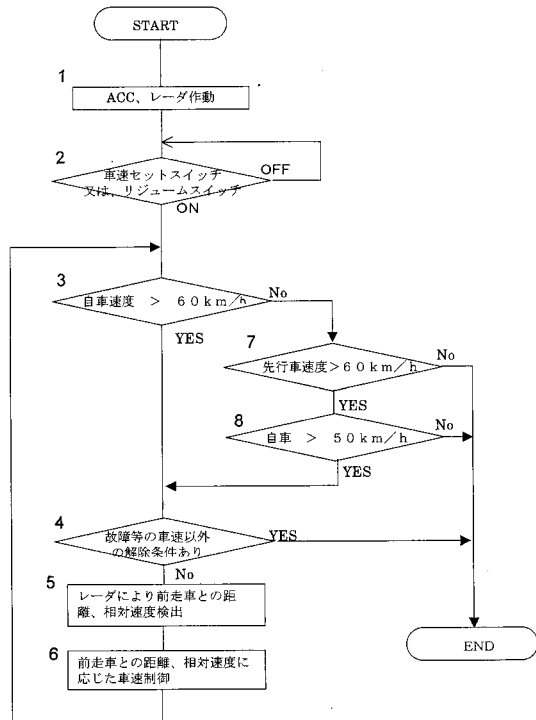 START
1
ACC、レーダ作動
2
車速セットスイッチ
又は、リジュームスイッチ
OFF
ON
3
自車速度 > 60km/h
No
YES
7
先行車速度>60km/h
No
YES
8
自車 > 50km/h
No
YES
4
故障等の車速以外
の解除条件あり
YES
No
5
レーダにより前走車との距
離、相対速度検出
6
前走車との距離、相対速度に
応じた車速制御
END